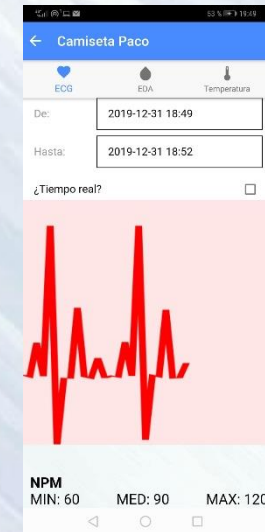 53 % 19:49
Camiseta Paco
ECG EDA Temperatura
De: 2019-12-31 18:49
Hasta: 2019-12-31 18:52
¿Tiempo real?
NPM
MIN: 60 MED: 90 MAX: 120